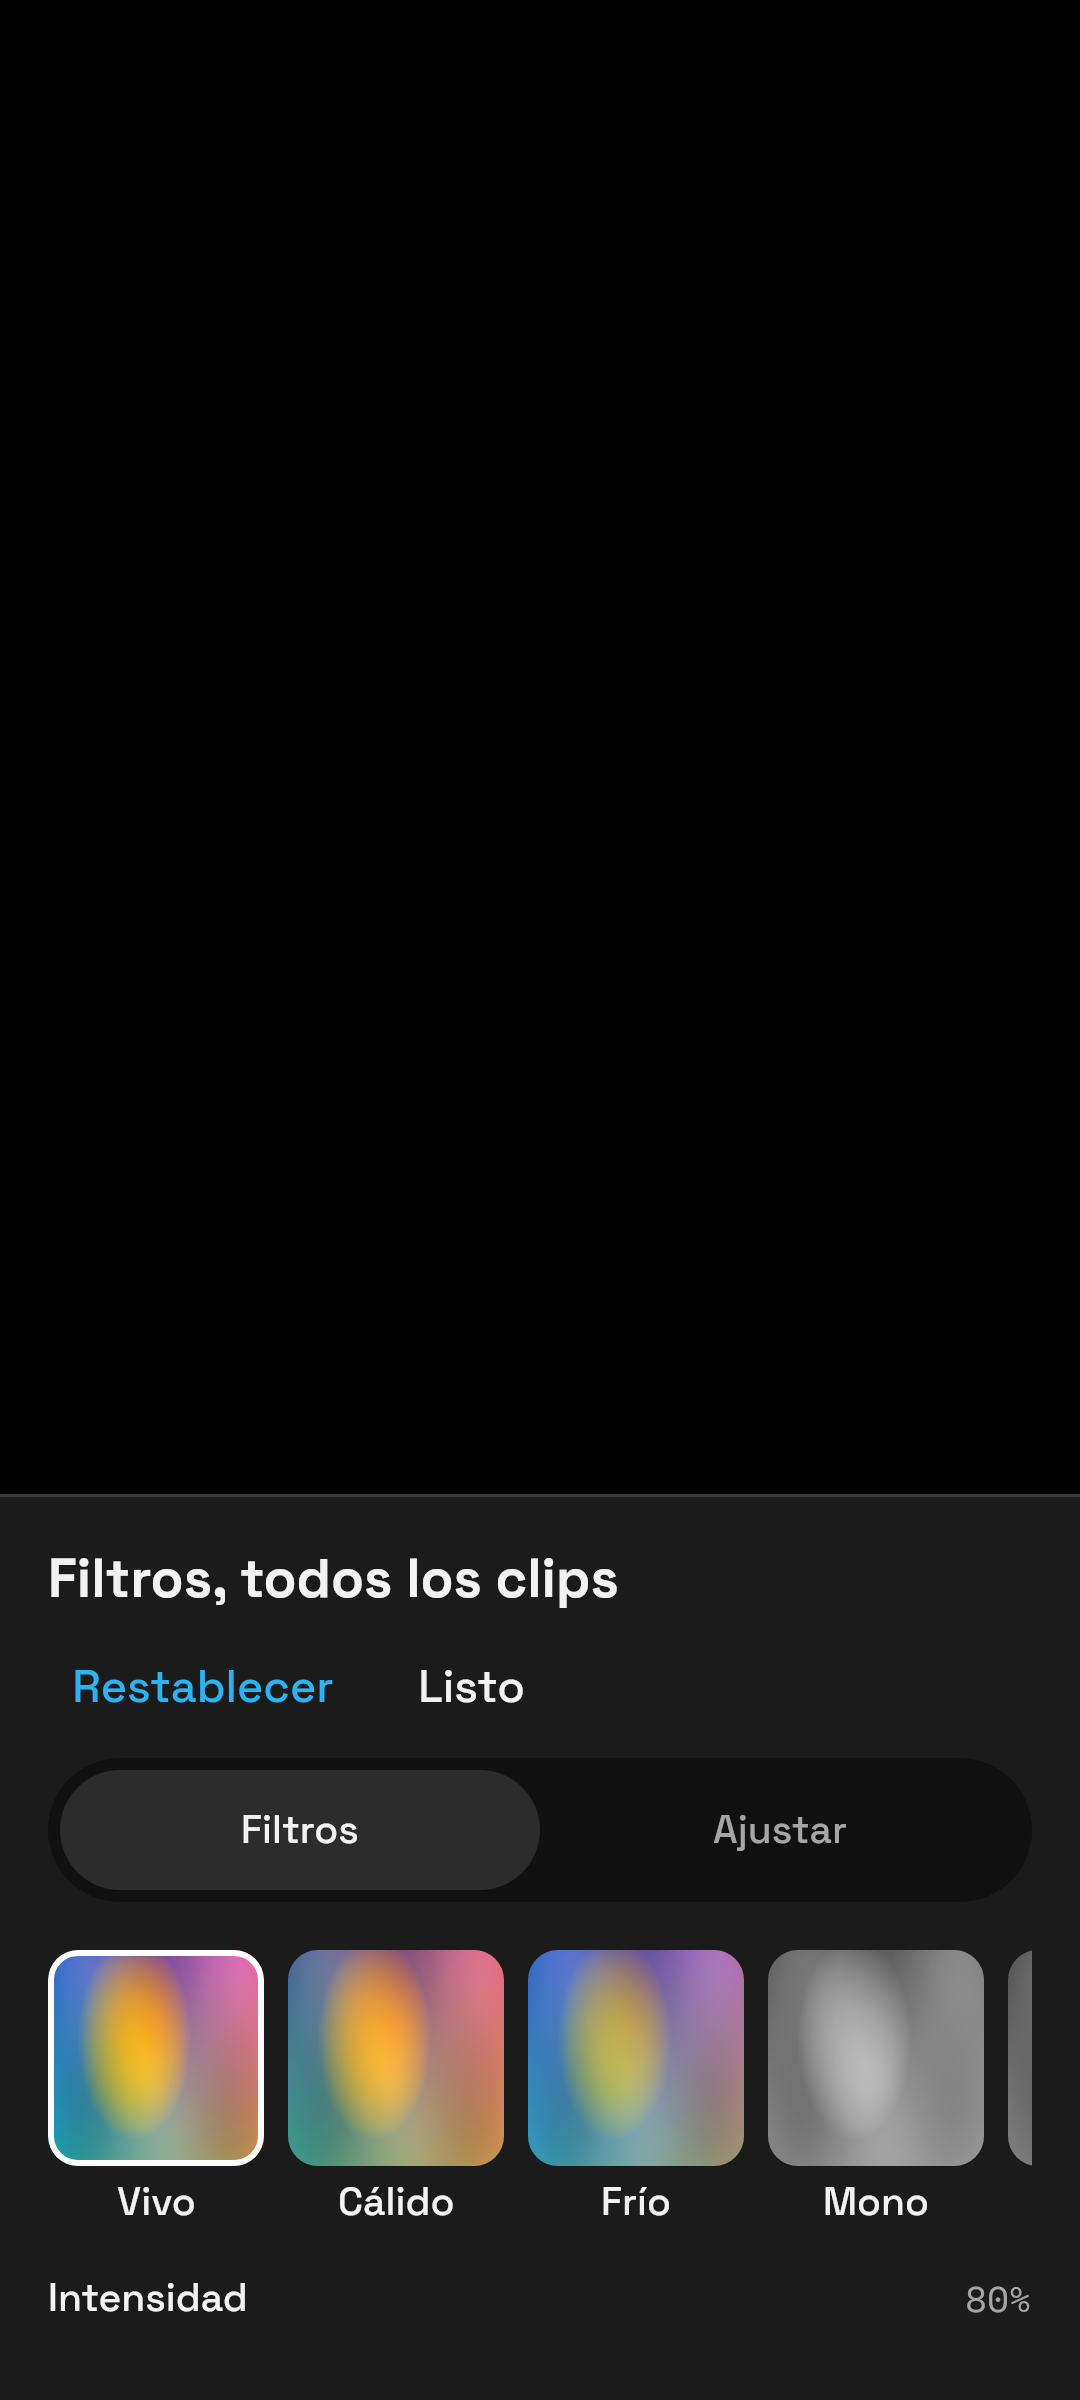 Filtros, todos los clips
Restablecer Listo
Filtros Ajustar
Vivo Cálido Frío Mono
Intensidad 80%